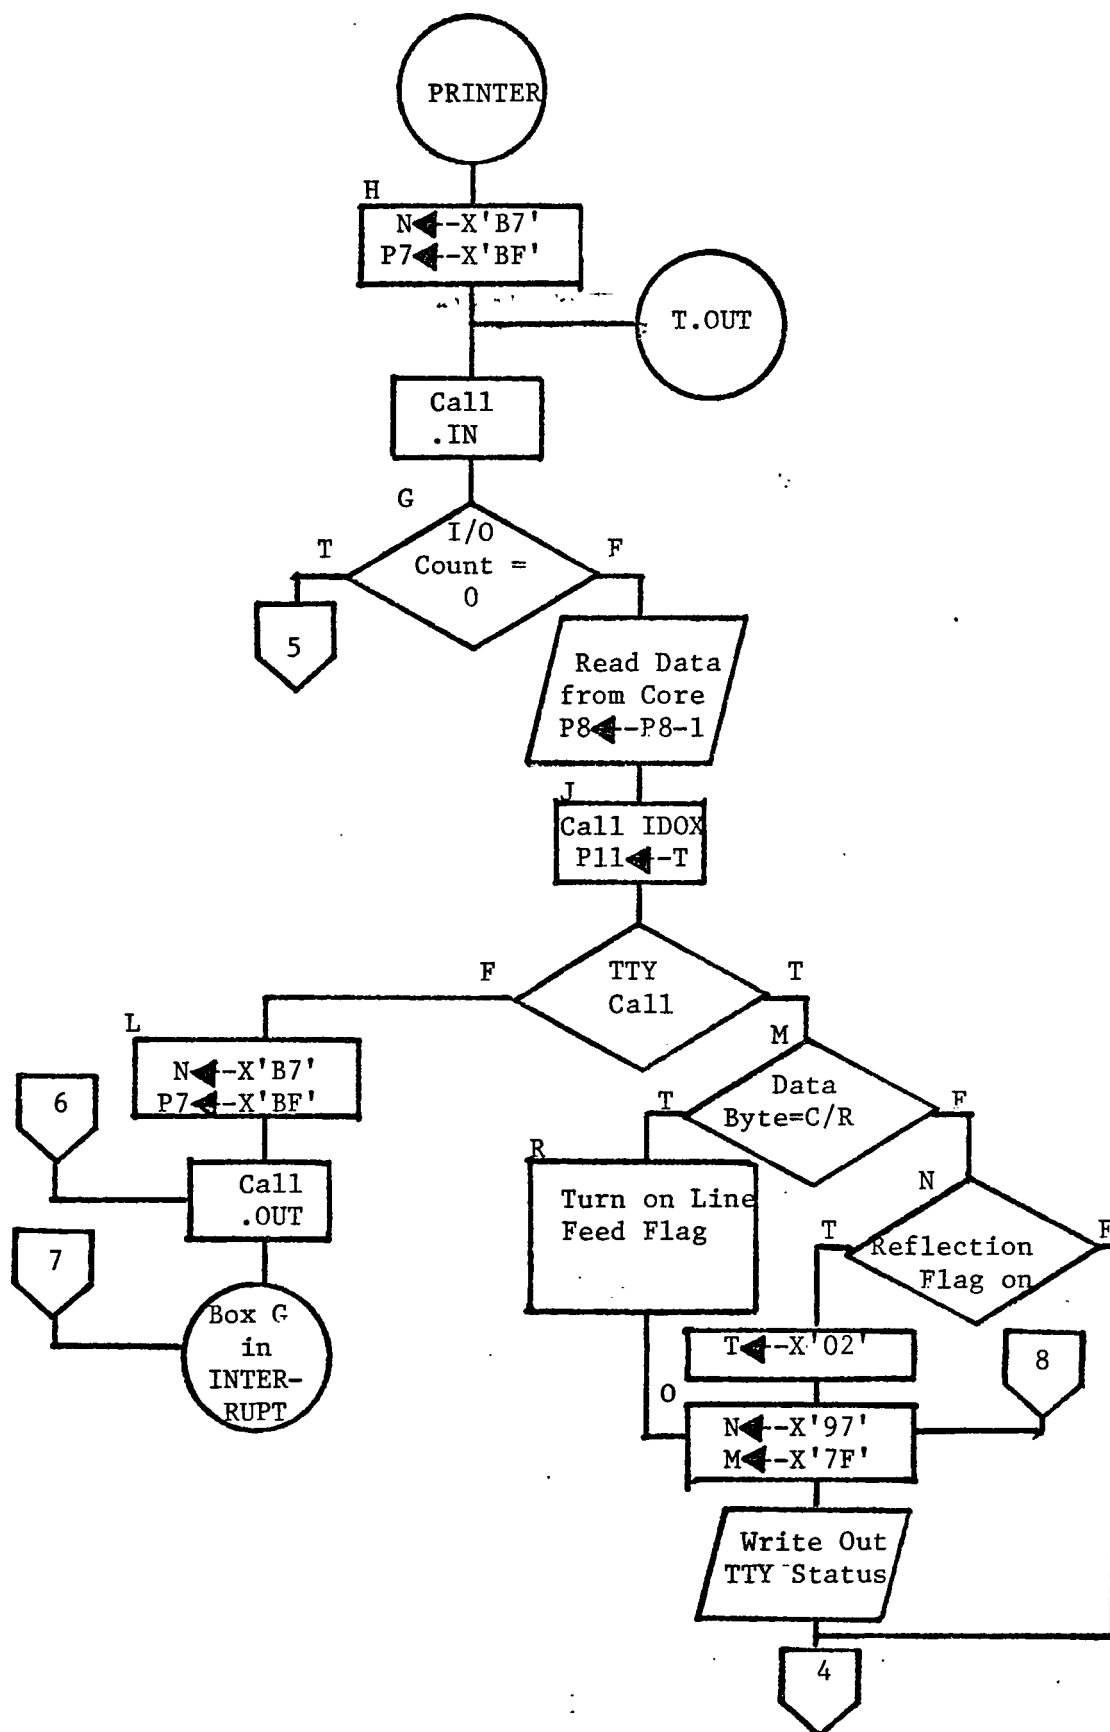 PRINTER
H
N←--X'B7'
P7←--X'BF'
T.OUT
Call
.IN
G
I/O
Count =
0
T
F
5
Read Data
from Core
P8←--P8-1
J
Call IDOX
P11←--T
TTY
Call
F
T
L
N←--X'B7'
P7←--X'BF'
6
Call
.OUT
7
Box G
in
INTER-
RUPT
M
Data
Byte=C/R
T
F
R
Turn on Line
Feed Flag
N
Reflection
Flag on
T
F
T←--X'02'
8
O
N←--X'97'
M←--X'7F'
Write Out
TTY Status
4